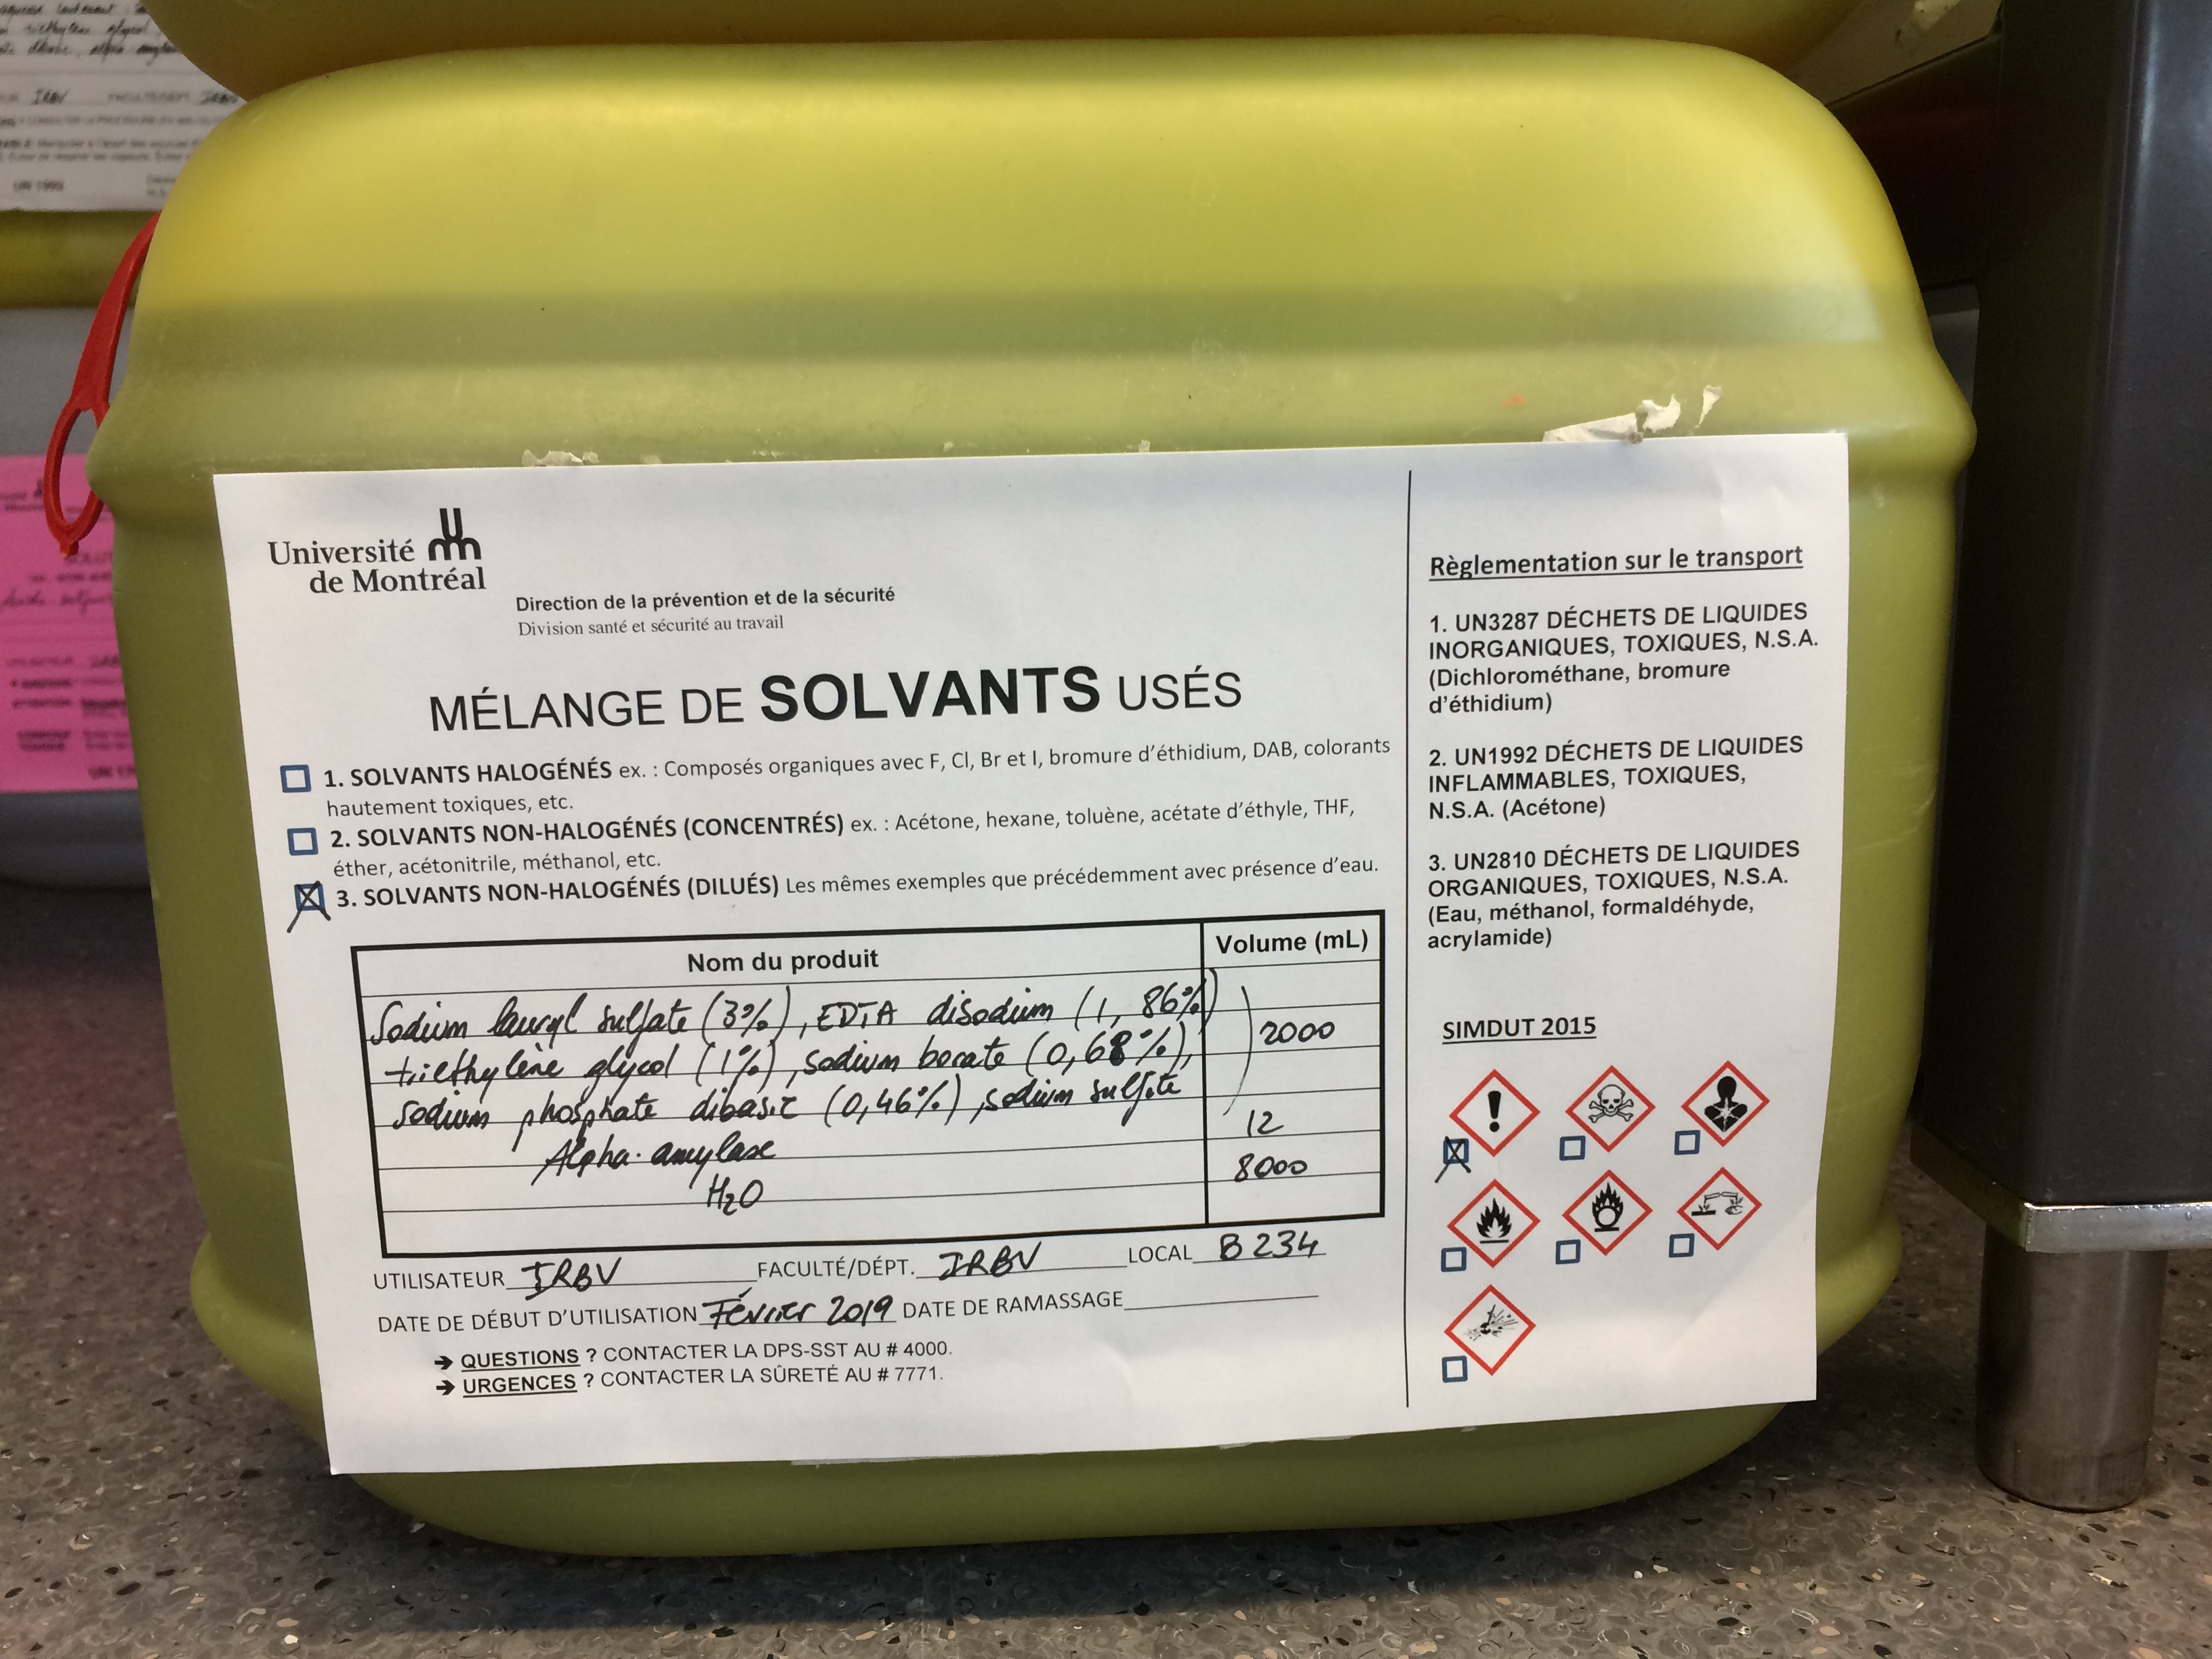 Université
de Montréal
Direction de la prévention et de la sécurité
Division santé et sécurité au travail
MÉLANGE DE SOLVANTS USÉS
1. SOLVANTS HALOGÉNÉS ex. : Composés organiques avec F, Cl, Br et I, bromure d'éthidium, DAB, colorants
hautement toxiques, etc.
2. SOLVANTS NON-HALOGÉNÉS (CONCENTRÉS) ex. : Acétone, hexane, toluène, acétate d'éthyle, THF,
éther, acétonitrile, méthanol, etc.
3. SOLVANTS NON-HALOGÉNÉS (DILUÉS) Les mêmes exemples que précédemment avec présence d'eau.
Nom du produit Volume (mL)
Sodium lauryl sulfate (3%), EDTA disodium (1,86%)
triethylène glycol (1%), sodium borate (0,68%), 2000
sodium phosphate dibasic (0,46%), sodium sulfite
Alpha-amylase 12
H2O 8000
UTILISATEUR IRBV FACULTÉ/DÉPT. IRBV LOCAL B234
DATE DE DÉBUT D'UTILISATION Février 2019 DATE DE RAMASSAGE
→ QUESTIONS ? CONTACTER LA DPS-SST AU # 4000.
→ URGENCES ? CONTACTER LA SÛRETÉ AU # 7771.
Règlementation sur le transport
1. UN3287 DÉCHETS DE LIQUIDES
INORGANIQUES, TOXIQUES, N.S.A.
(Dichlorométhane, bromure
d'éthidium)
2. UN1992 DÉCHETS DE LIQUIDES
INFLAMMABLES, TOXIQUES,
N.S.A. (Acétone)
3. UN2810 DÉCHETS DE LIQUIDES
ORGANIQUES, TOXIQUES, N.S.A.
(Eau, méthanol, formaldéhyde,
acrylamide)
SIMDUT 2015